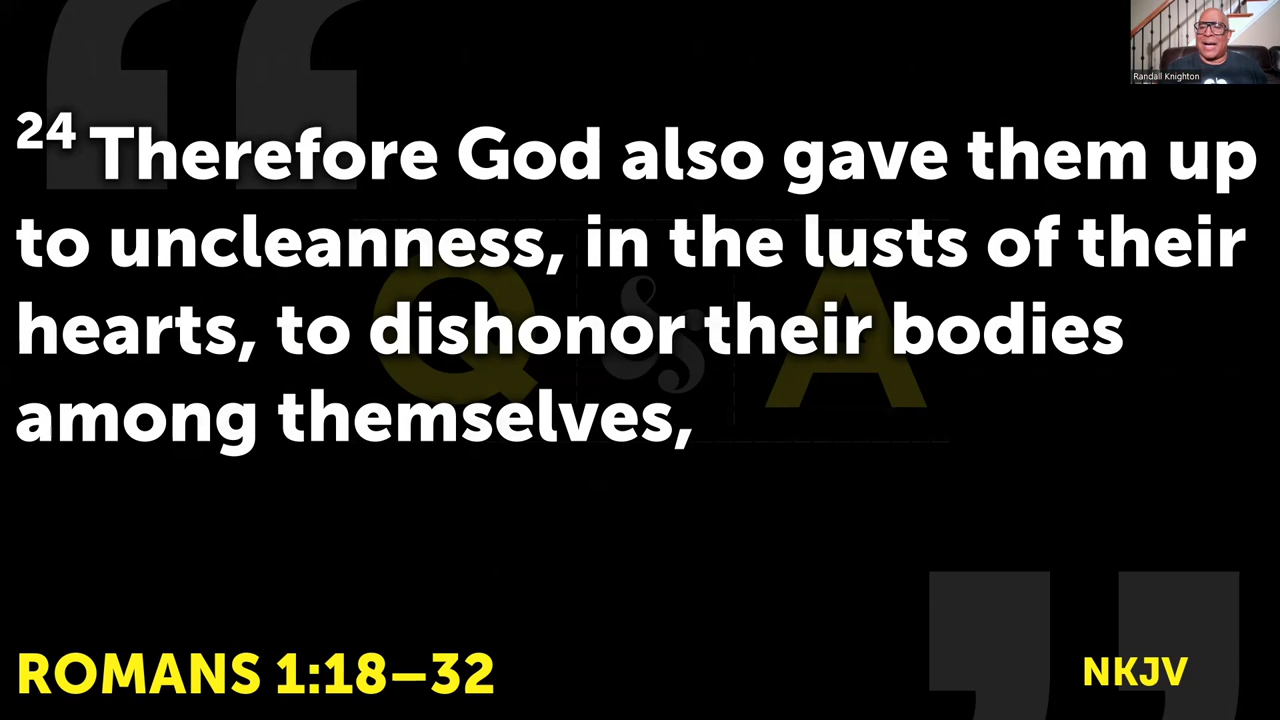 Randall Knighton
24 Therefore God also gave them up
to uncleanness, in the lusts of their
hearts, to dishonor their bodies
among themselves,
Q & A
ROMANS 1:18–32
NKJV